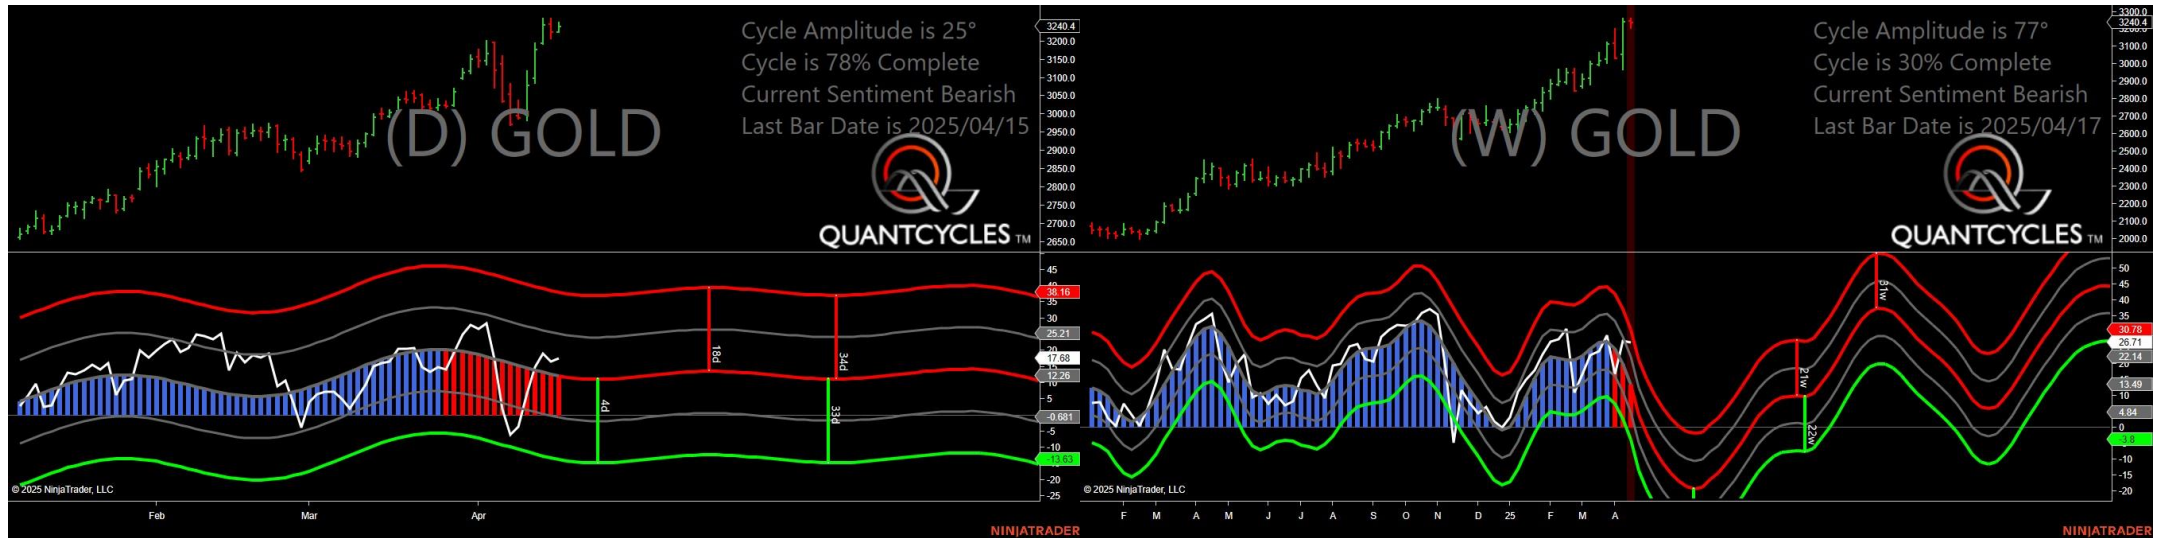 Cycle Amplitude is 25°
Cycle is 78% Complete
Current Sentiment Bearish
Last Bar Date is 2025/04/15
(D) GOLD
QUANTCYCLES TM
3240.4
3200.0
3150.0
3100.0
3050.0
3000.0
2950.0
2900.0
2850.0
2800.0
2750.0
2700.0
2650.0
45
38.16
35
30
25.21
20
17.68
12.26
10
5
-0.681
-5
-10
-13.63
-20
-25
18d
34d
4d
33d
© 2025 NinjaTrader, LLC
Feb Mar Apr
NINJATRADER
Cycle Amplitude is 77°
Cycle is 30% Complete
Current Sentiment Bearish
Last Bar Date is 2025/04/17
(W) GOLD
QUANTCYCLES TM
3300.0
3240.4
3200.0
3100.0
3000.0
2900.0
2800.0
2700.0
2600.0
2500.0
2400.0
2300.0
2200.0
2100.0
2000.0
50
45
40
35
30.78
26.71
22.14
13.49
10
4.84
0
-3.8
-10
-15
-20
31w
21w
22w
© 2025 NinjaTrader, LLC
F M A M J J A S O N D 25 F M A
NINJATRADER